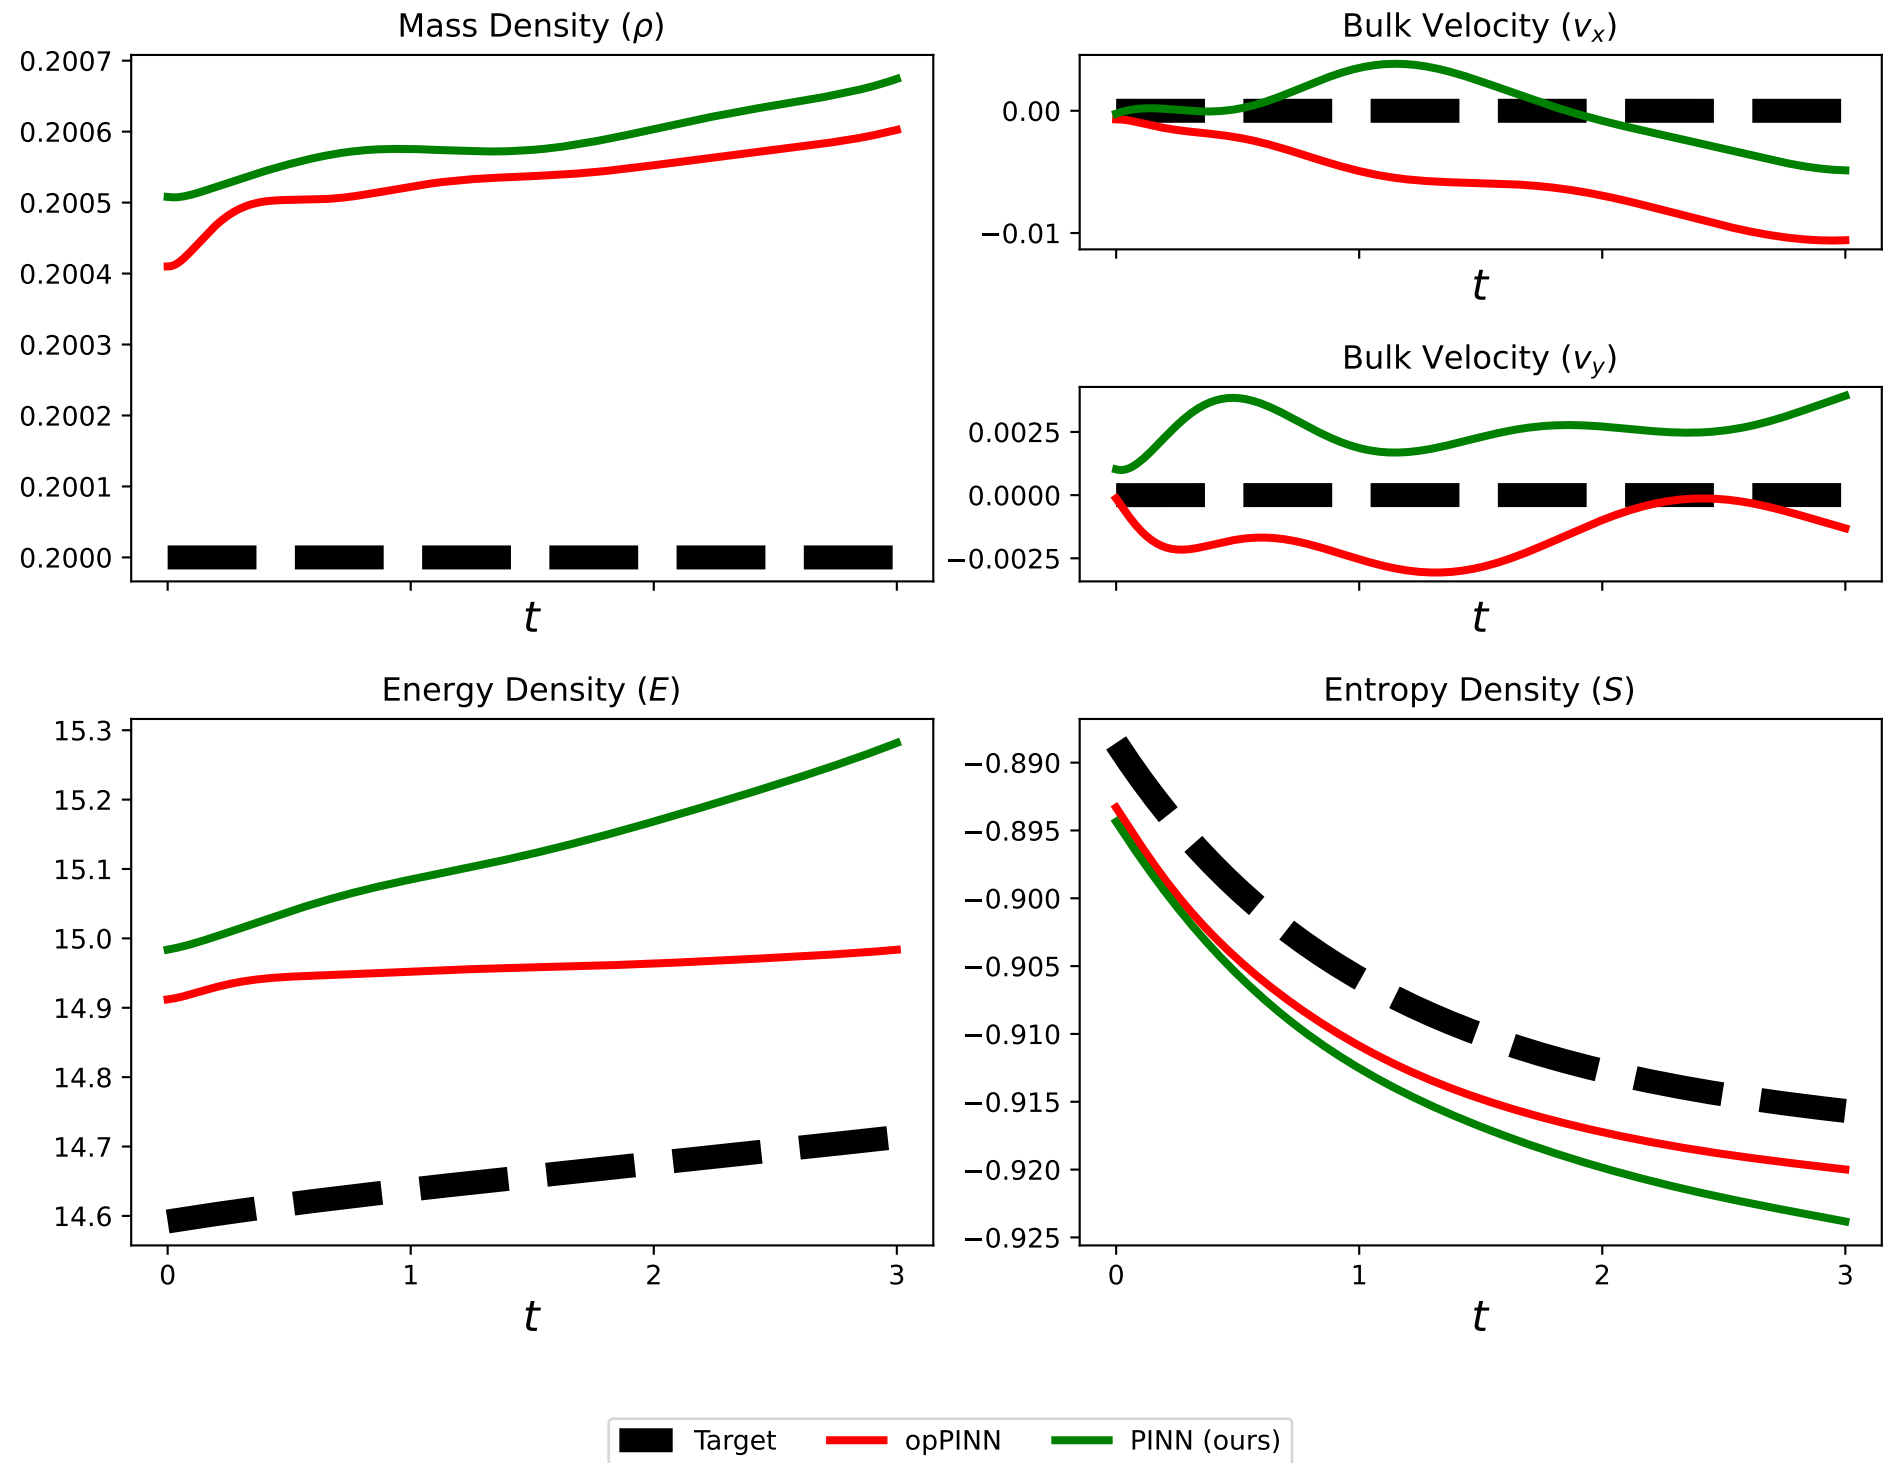 Mass Density (ρ)
0.2007
0.2006
0.2005
0.2004
0.2003
0.2002
0.2001
0.2000
t
Bulk Velocity (vₓ)
0.00
−0.01
t
Bulk Velocity (v_y)
0.0025
0.0000
−0.0025
t
Energy Density (E)
15.3
15.2
15.1
15.0
14.9
14.8
14.7
14.6
0 1 2 3
t
Entropy Density (S)
−0.890
−0.895
−0.900
−0.905
−0.910
−0.915
−0.920
−0.925
0 1 2 3
t
Target opPINN PINN (ours)